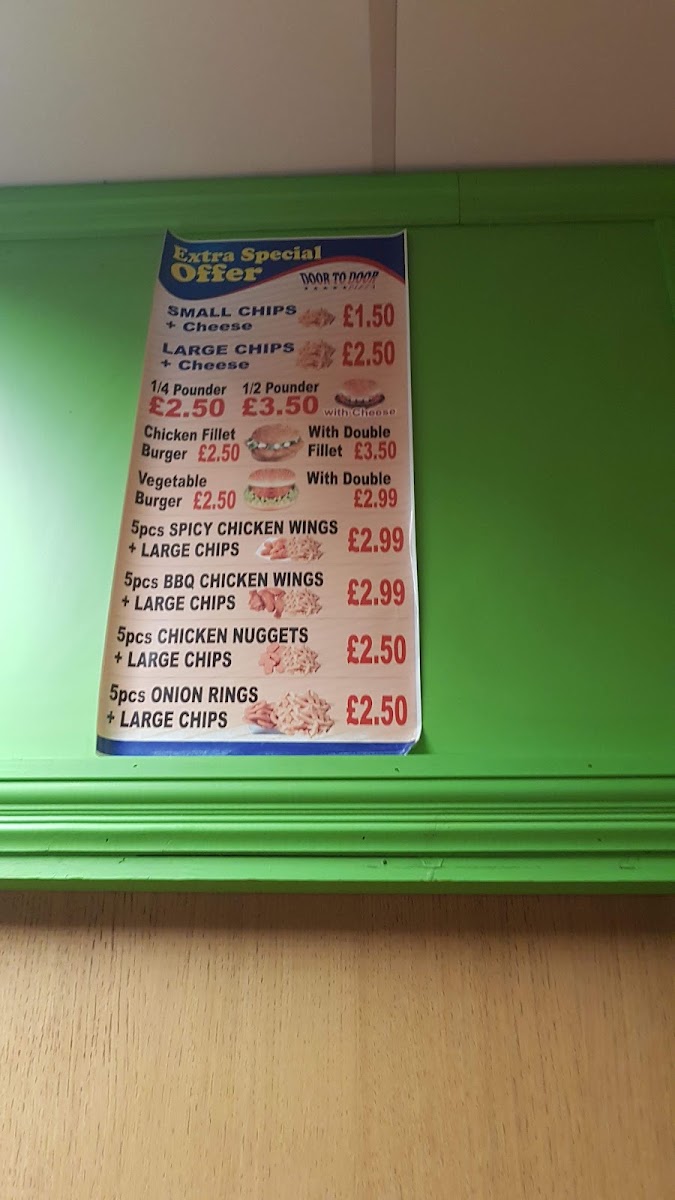 Extra Special
Offer
DOOR TO DOOR
SMALL CHIPS
+ Cheese
£1.50
LARGE CHIPS
+ Cheese
£2.50
1/4 Pounder 1/2 Pounder
£2.50 £3.50 with Cheese
Chicken Fillet
Burger £2.50
With Double
Fillet £3.50
Vegetable
Burger £2.50
With Double
£2.99
5pcs SPICY CHICKEN WINGS
+ LARGE CHIPS
£2.99
5pcs BBQ CHICKEN WINGS
+ LARGE CHIPS
£2.99
5pcs CHICKEN NUGGETS
+ LARGE CHIPS
£2.50
5pcs ONION RINGS
+ LARGE CHIPS
£2.50